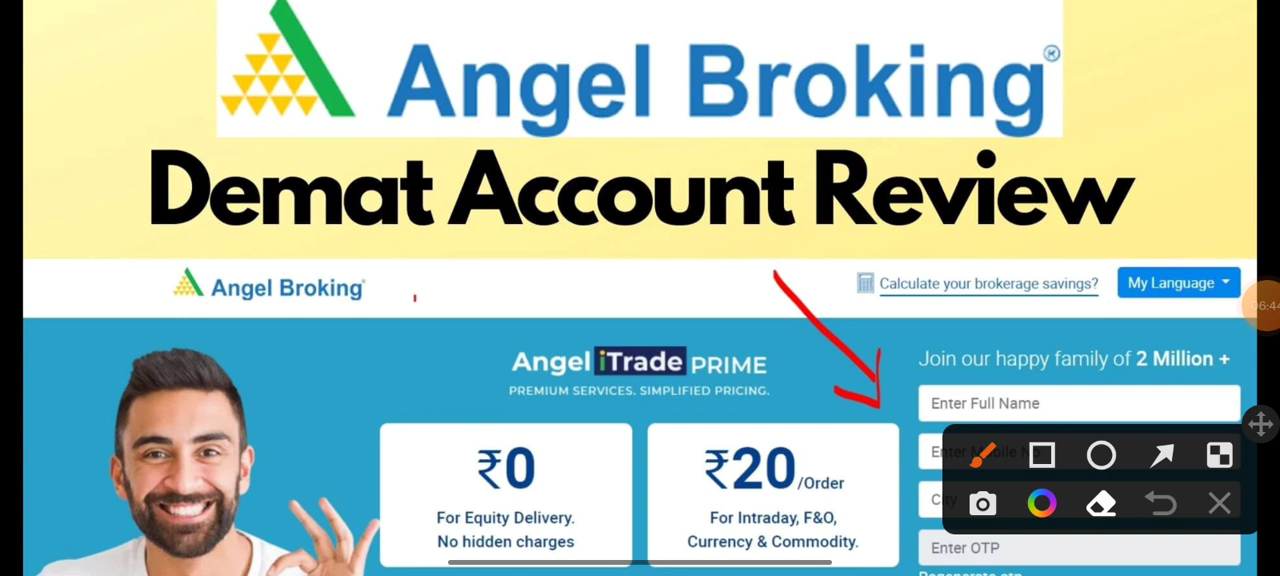 Angel Broking®
Demat Account Review
Angel Broking
Calculate your brokerage savings?
My Language
06:44
Angel iTrade PRIME
PREMIUM SERVICES. SIMPLIFIED PRICING.
Join our happy family of 2 Million +
Enter Full Name
₹0
For Equity Delivery.
No hidden charges
₹20 /Order
For Intraday, F&O,
Currency & Commodity.
Enter OTP